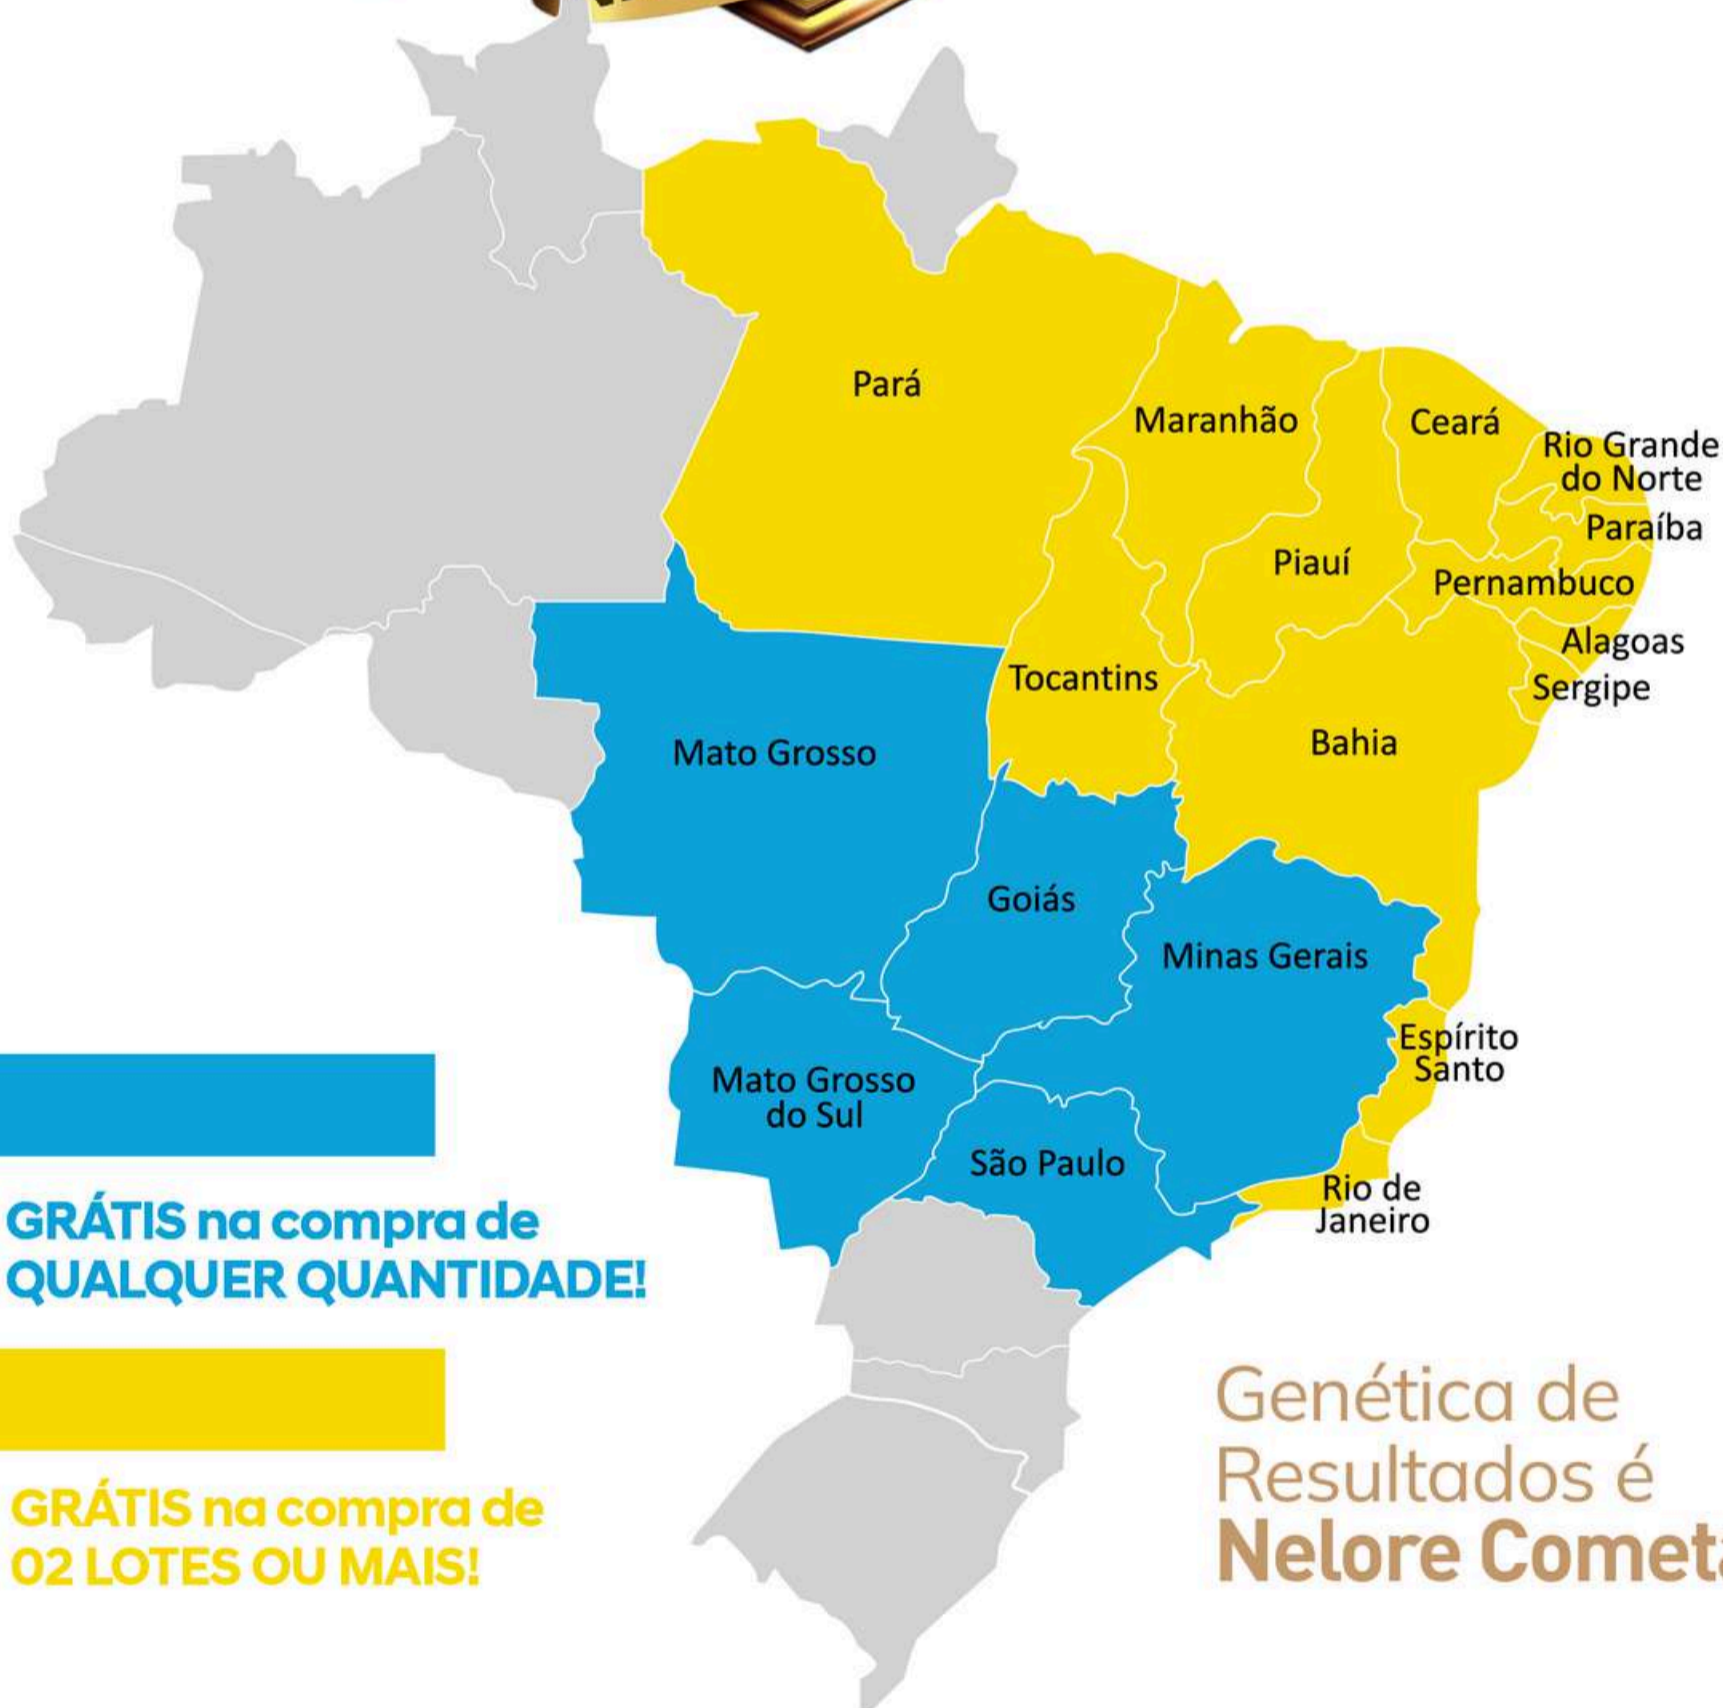 Pará
Maranhão
Ceará
Rio Grande
do Norte
Paraíba
Piauí
Pernambuco
Alagoas
Sergipe
Tocantins
Bahia
Mato Grosso
Goiás
Minas Gerais
Espírito
Santo
Mato Grosso
do Sul
São Paulo
Rio de
Janeiro
GRÁTIS na compra de
QUALQUER QUANTIDADE!
GRÁTIS na compra de
02 LOTES OU MAIS!
Genética de
Resultados é
Nelore Cometa